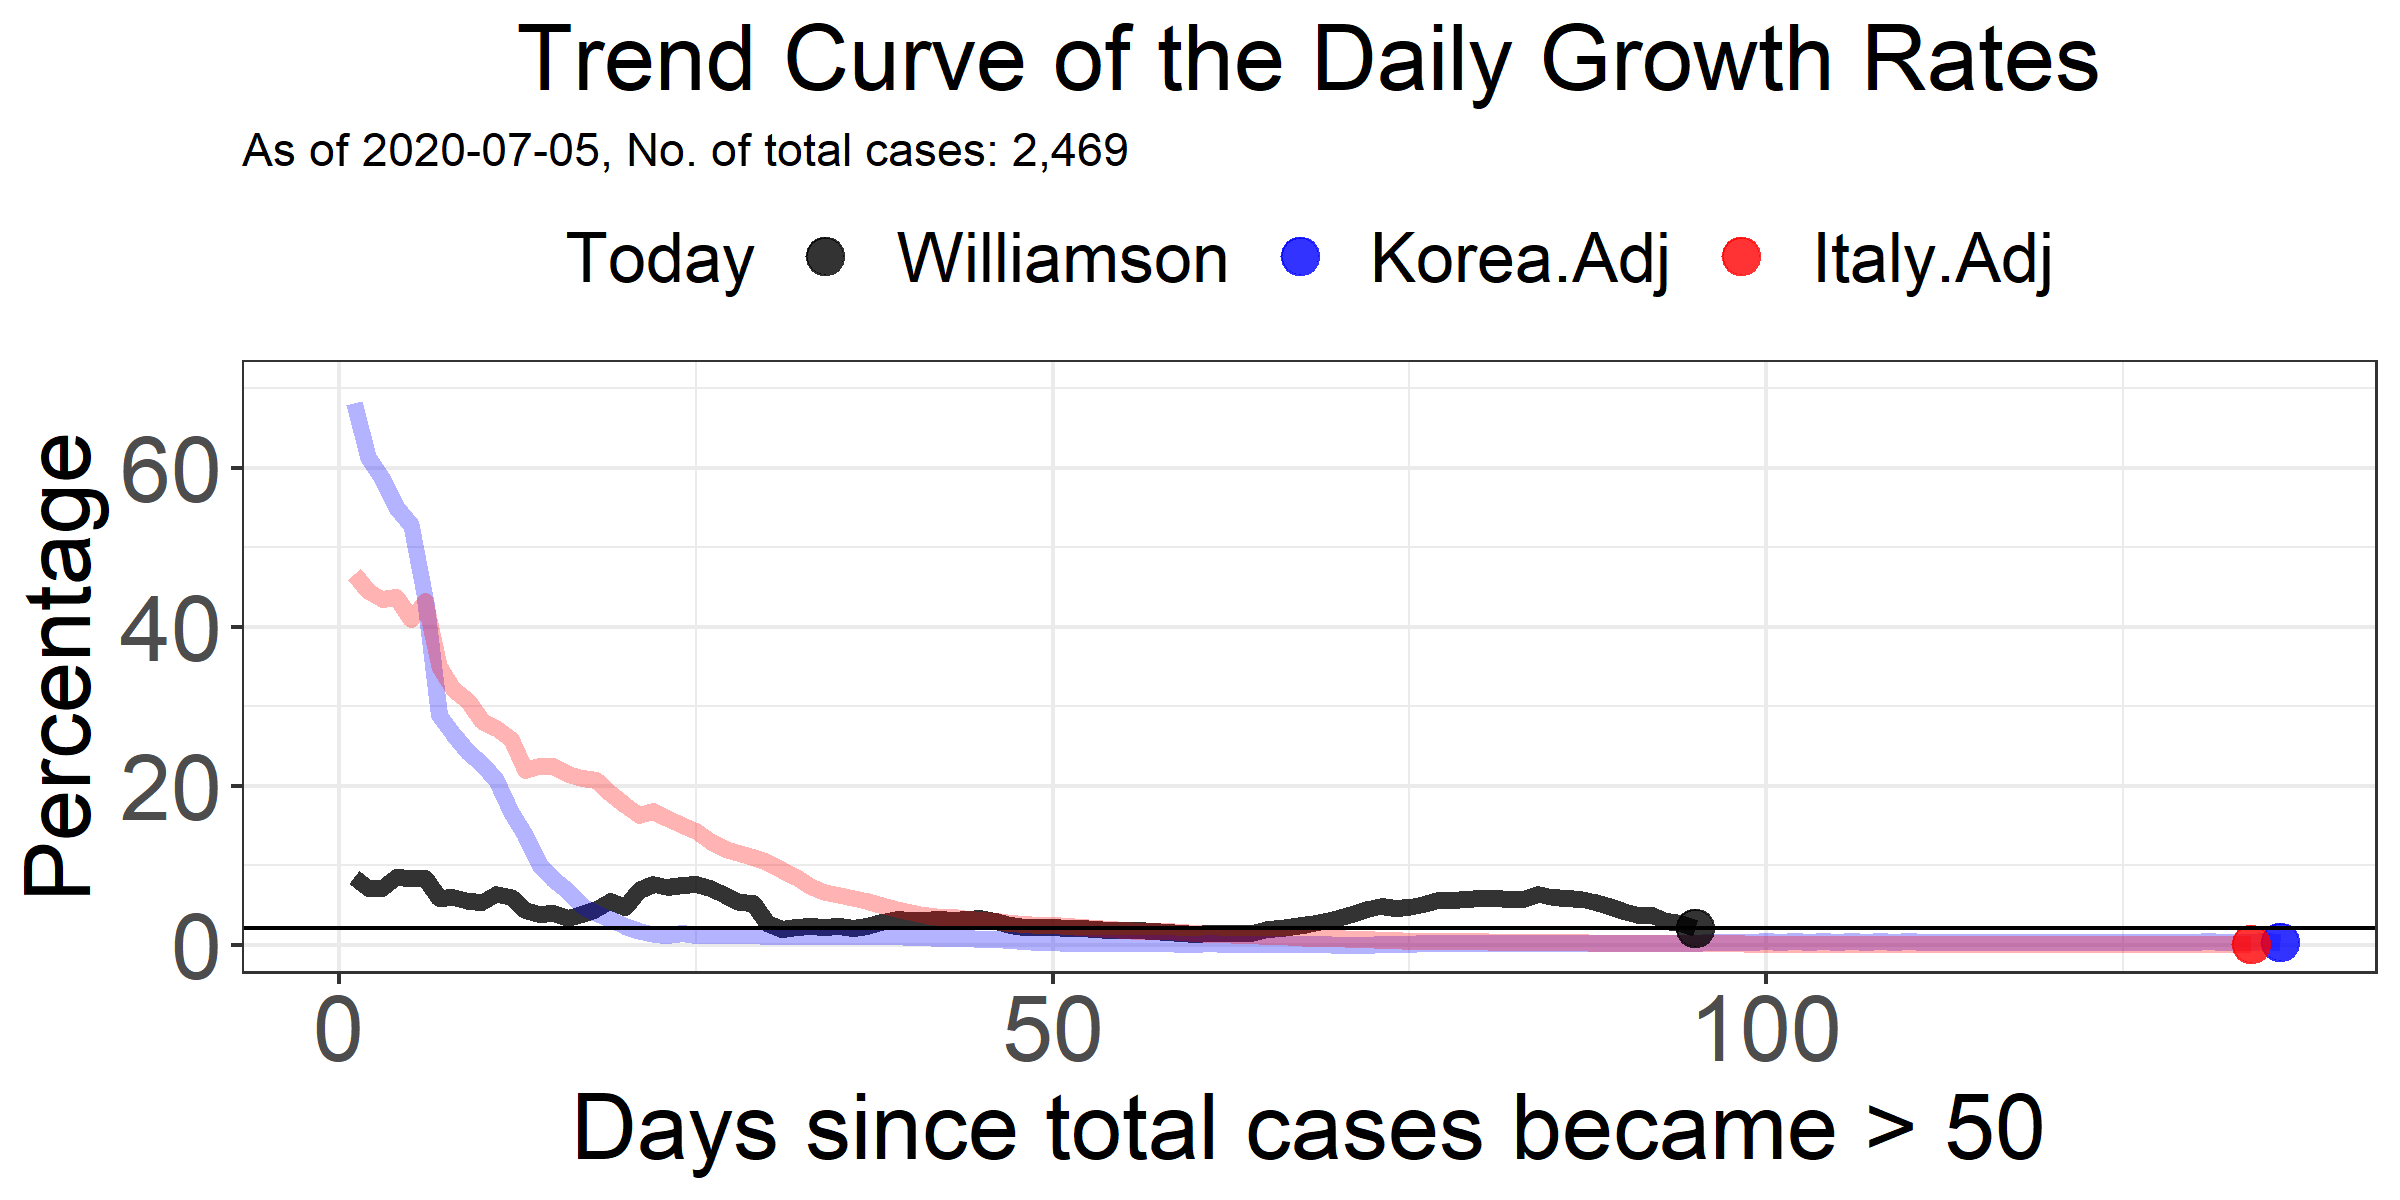 Trend Curve of the Daily Growth Rates
As of 2020-07-05, No. of total cases: 2,469
Today Williamson Korea.Adj Italy.Adj
Percentage
60
40
20
0
0 50 100
Days since total cases became > 50